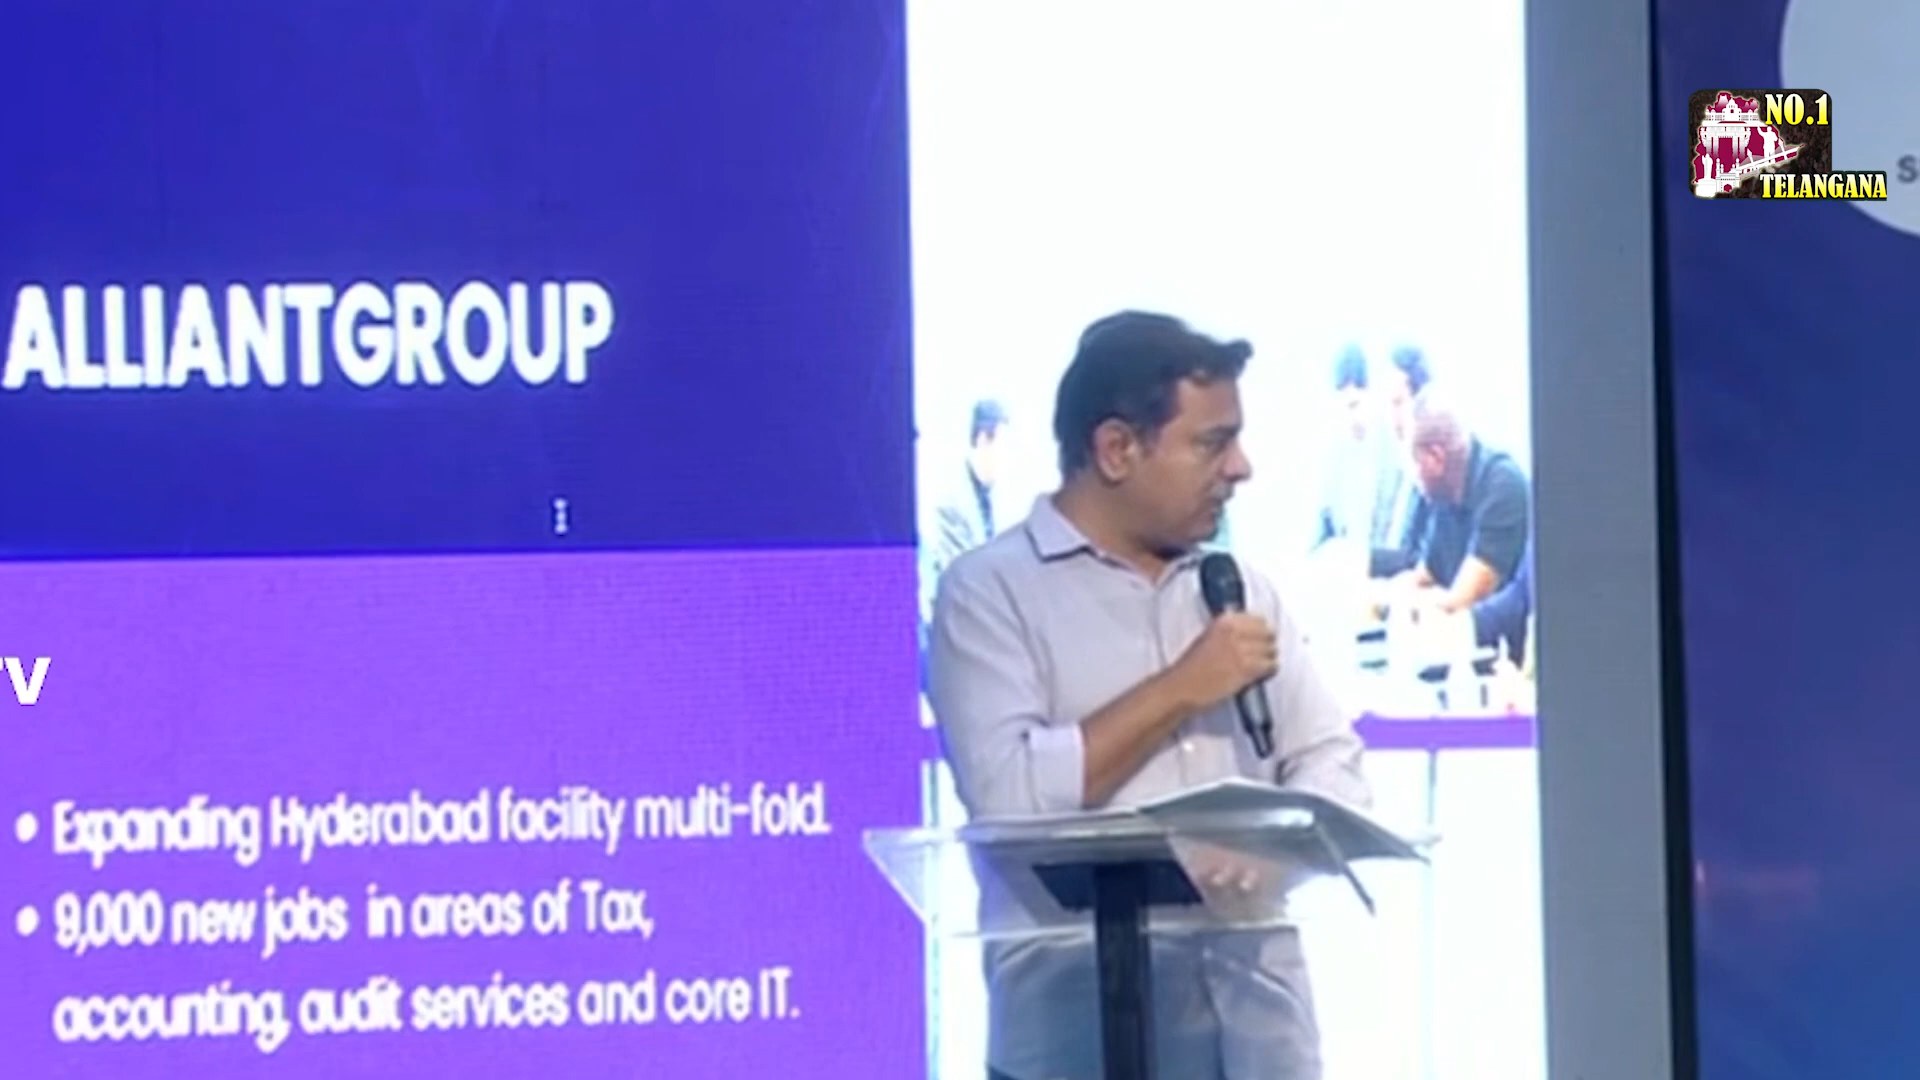 NO.1
TELANGANA
ALLIANTGROUP
TV
• Expanding Hyderabad facility multi-fold.
• 9,000 new jobs in areas of Tax,
accounting, audit services and core IT.